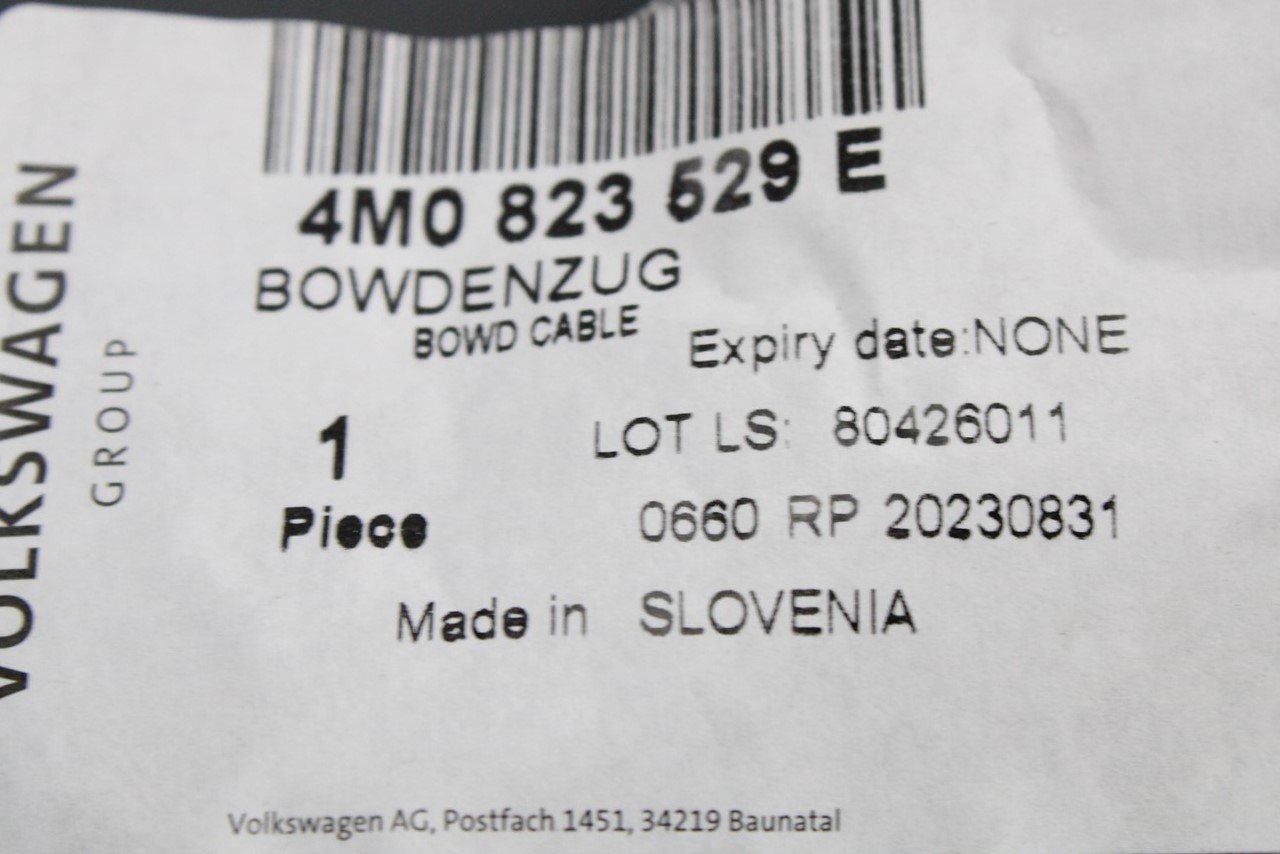 VOLKSWAGEN
GROUP
4M0 823 529 E
BOWDENZUG
BOWD CABLE
Expiry date:NONE
1
LOT LS: 80426011
Piece
0660 RP 20230831
Made in SLOVENIA
Volkswagen AG, Postfach 1451, 34219 Baunatal